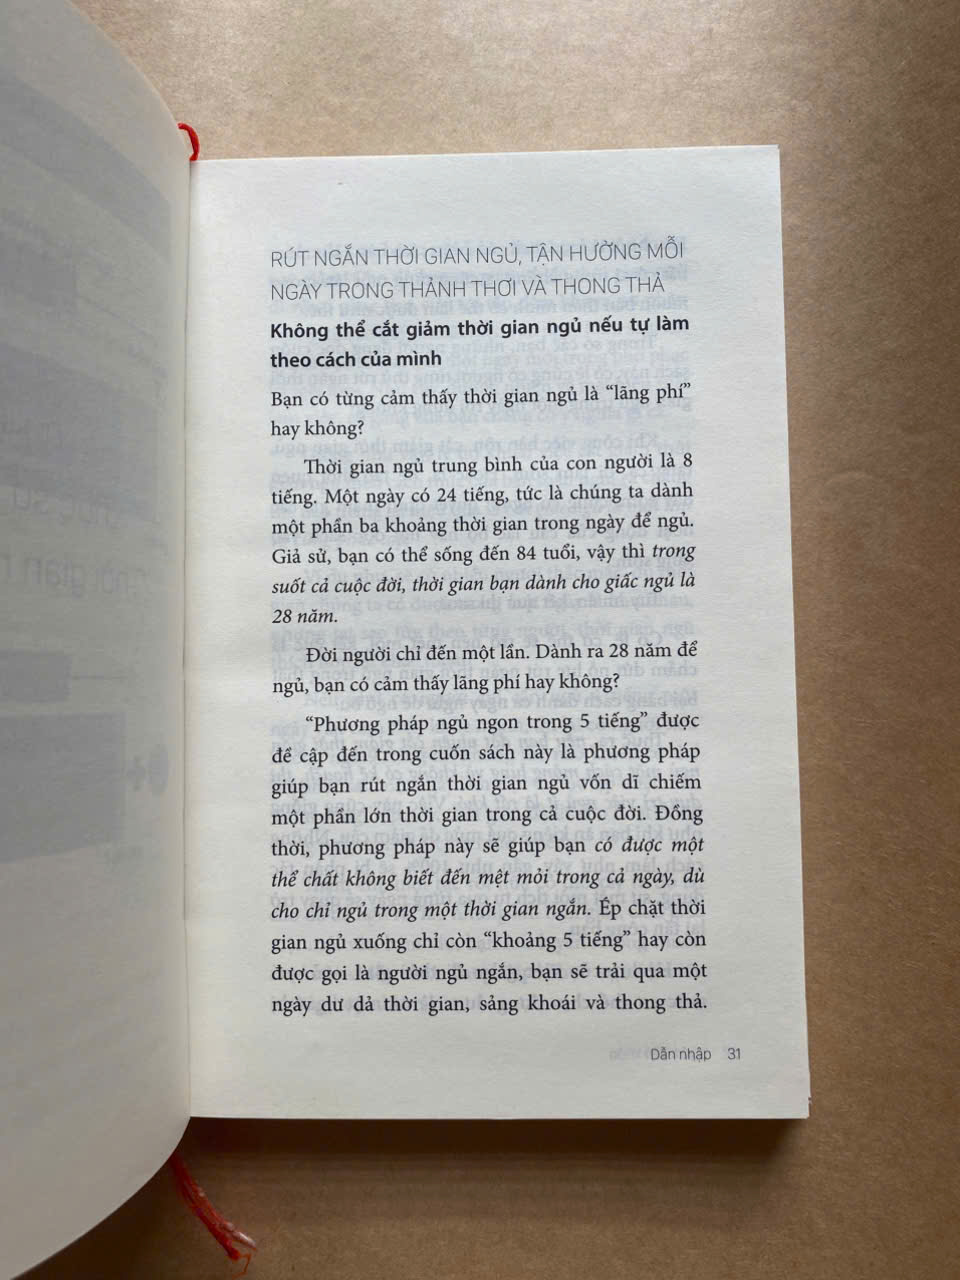 RÚT NGẮN THỜI GIAN NGỦ, TẬN HƯỞNG MỖI
NGÀY TRONG THẢNH THƠI VÀ THONG THẢ
Không thể cắt giảm thời gian ngủ nếu tự làm
theo cách của mình
Bạn có từng cảm thấy thời gian ngủ là “lãng phí”
hay không?
Thời gian ngủ trung bình của con người là 8
tiếng. Một ngày có 24 tiếng, tức là chúng ta dành
một phần ba khoảng thời gian trong ngày để ngủ.
Giả sử, bạn có thể sống đến 84 tuổi, vậy thì trong
suốt cả cuộc đời, thời gian bạn dành cho giấc ngủ là
28 năm.
Đời người chỉ đến một lần. Dành ra 28 năm để
ngủ, bạn có cảm thấy lãng phí hay không?
“Phương pháp ngủ ngon trong 5 tiếng” được
đề cập đến trong cuốn sách này là phương pháp
giúp bạn rút ngắn thời gian ngủ vốn dĩ chiếm
một phần lớn thời gian trong cả cuộc đời. Đồng
thời, phương pháp này sẽ giúp bạn có được một
thể chất không biết đến mệt mỏi trong cả ngày, dù
cho chỉ ngủ trong một thời gian ngắn. Ép chặt thời
gian ngủ xuống chỉ còn “khoảng 5 tiếng” hay còn
được gọi là người ngủ ngắn, bạn sẽ trải qua một
ngày dư dả thời gian, sảng khoái và thong thả.
Dẫn nhập 31